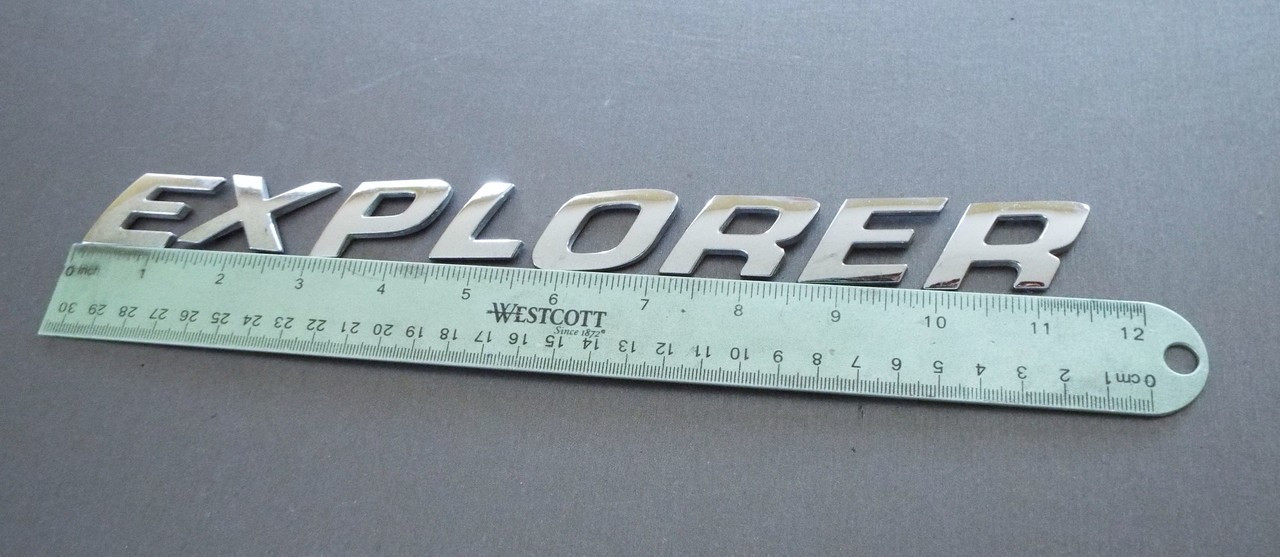 EXPLORER
0 inch 1 2 3 4 5 6 7 8 9 10 11 12
WESTCOTT
Since 1872®
30 29 28 27 26 25 24 23 22 21 20 19 18 17 16 15 14 13 12 11 10 9 8 7 6 5 4 3 2 1 cm 0